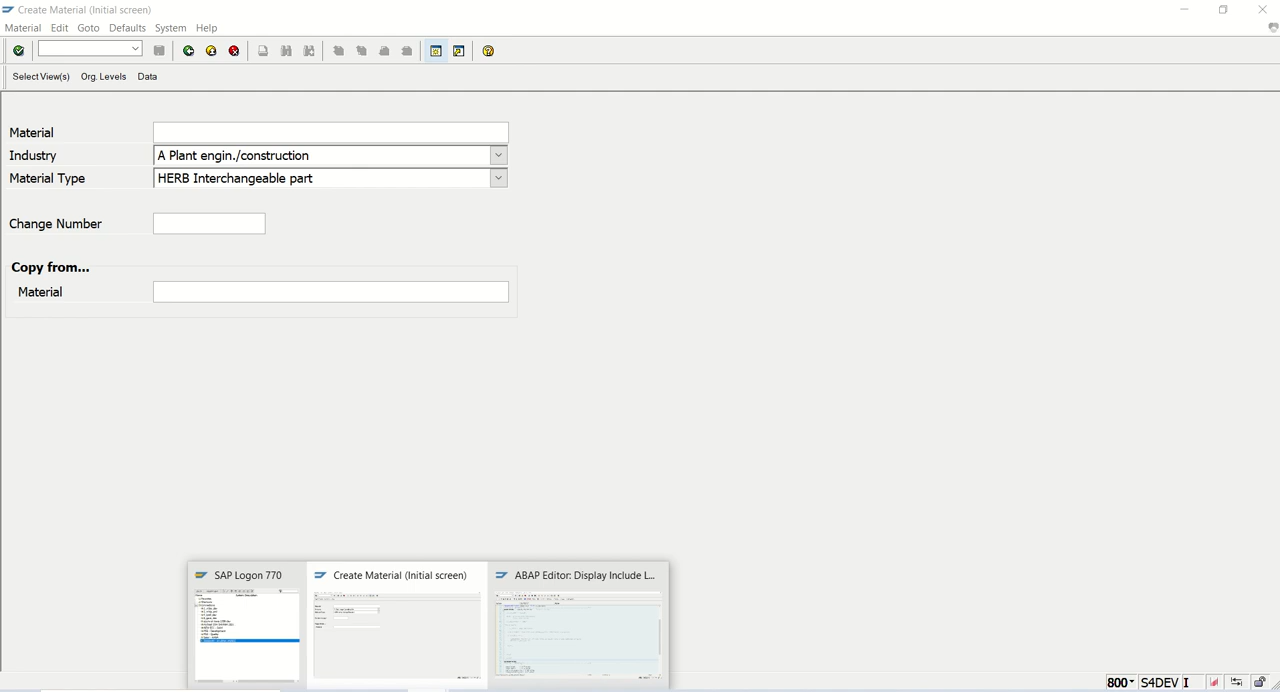 Create Material (Initial screen)
Material Edit Goto Defaults System Help
Select View(s) Org. Levels Data
Material
Industry A Plant engin./construction
Material Type HERB Interchangeable part
Change Number
Copy from...
Material
SAP Logon 770 Create Material (Initial screen) ABAP Editor: Display Include L...
800 S4DEV I